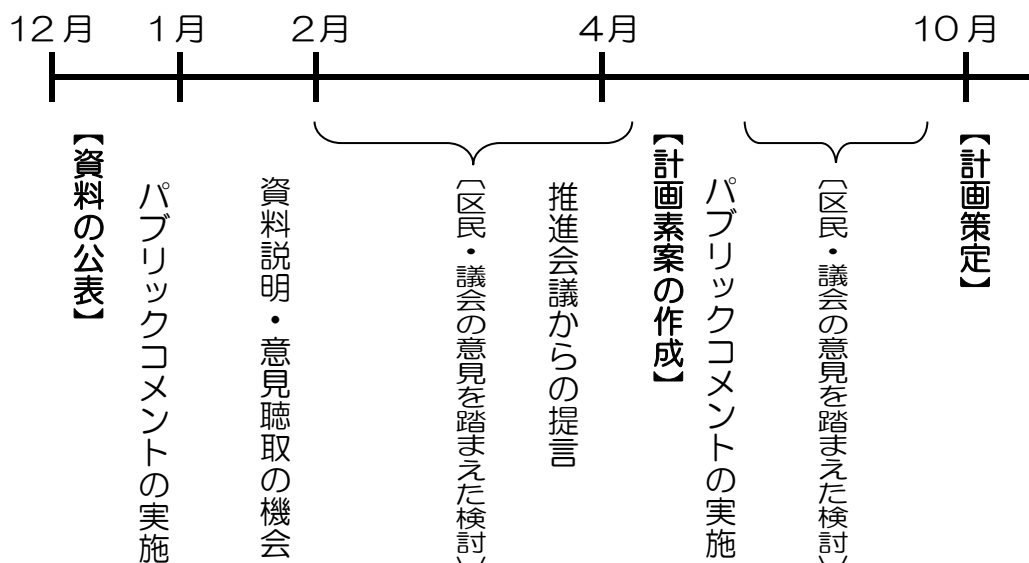 12月
1月
2月
4月
10月
【資料の公表】
パブリックコメントの実施
資料説明・意見聴取の機会
〔区民・議会の意見を踏まえた検討〕
推進会議からの提言
【計画素案の作成】
パブリックコメントの実施
〔区民・議会の意見を踏まえた検討〕
【計画策定】